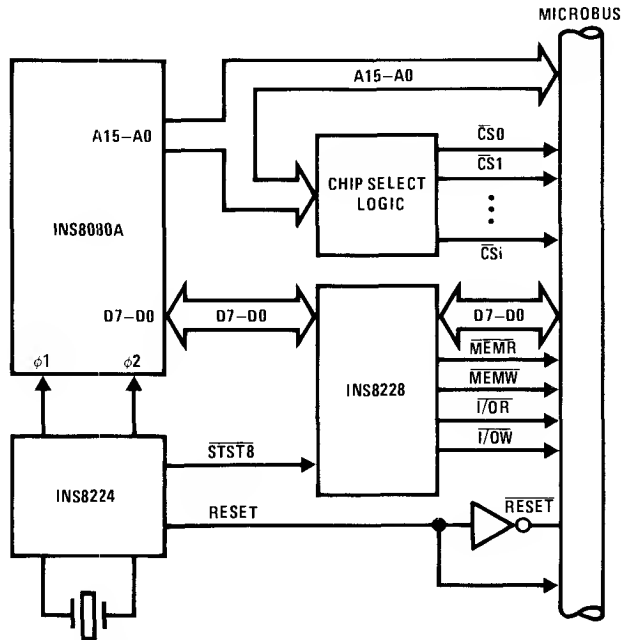 MICROBUS
A15–A0
A15–A0
CS0
CHIP SELECT
LOGIC
CS1
INS8080A
CSi
D7–D0
D7–D0
D7–D0
MEMR
φ1
φ2
INS8228
MEMW
I/OR
I/OW
STST8
INS8224
RESET
RESET